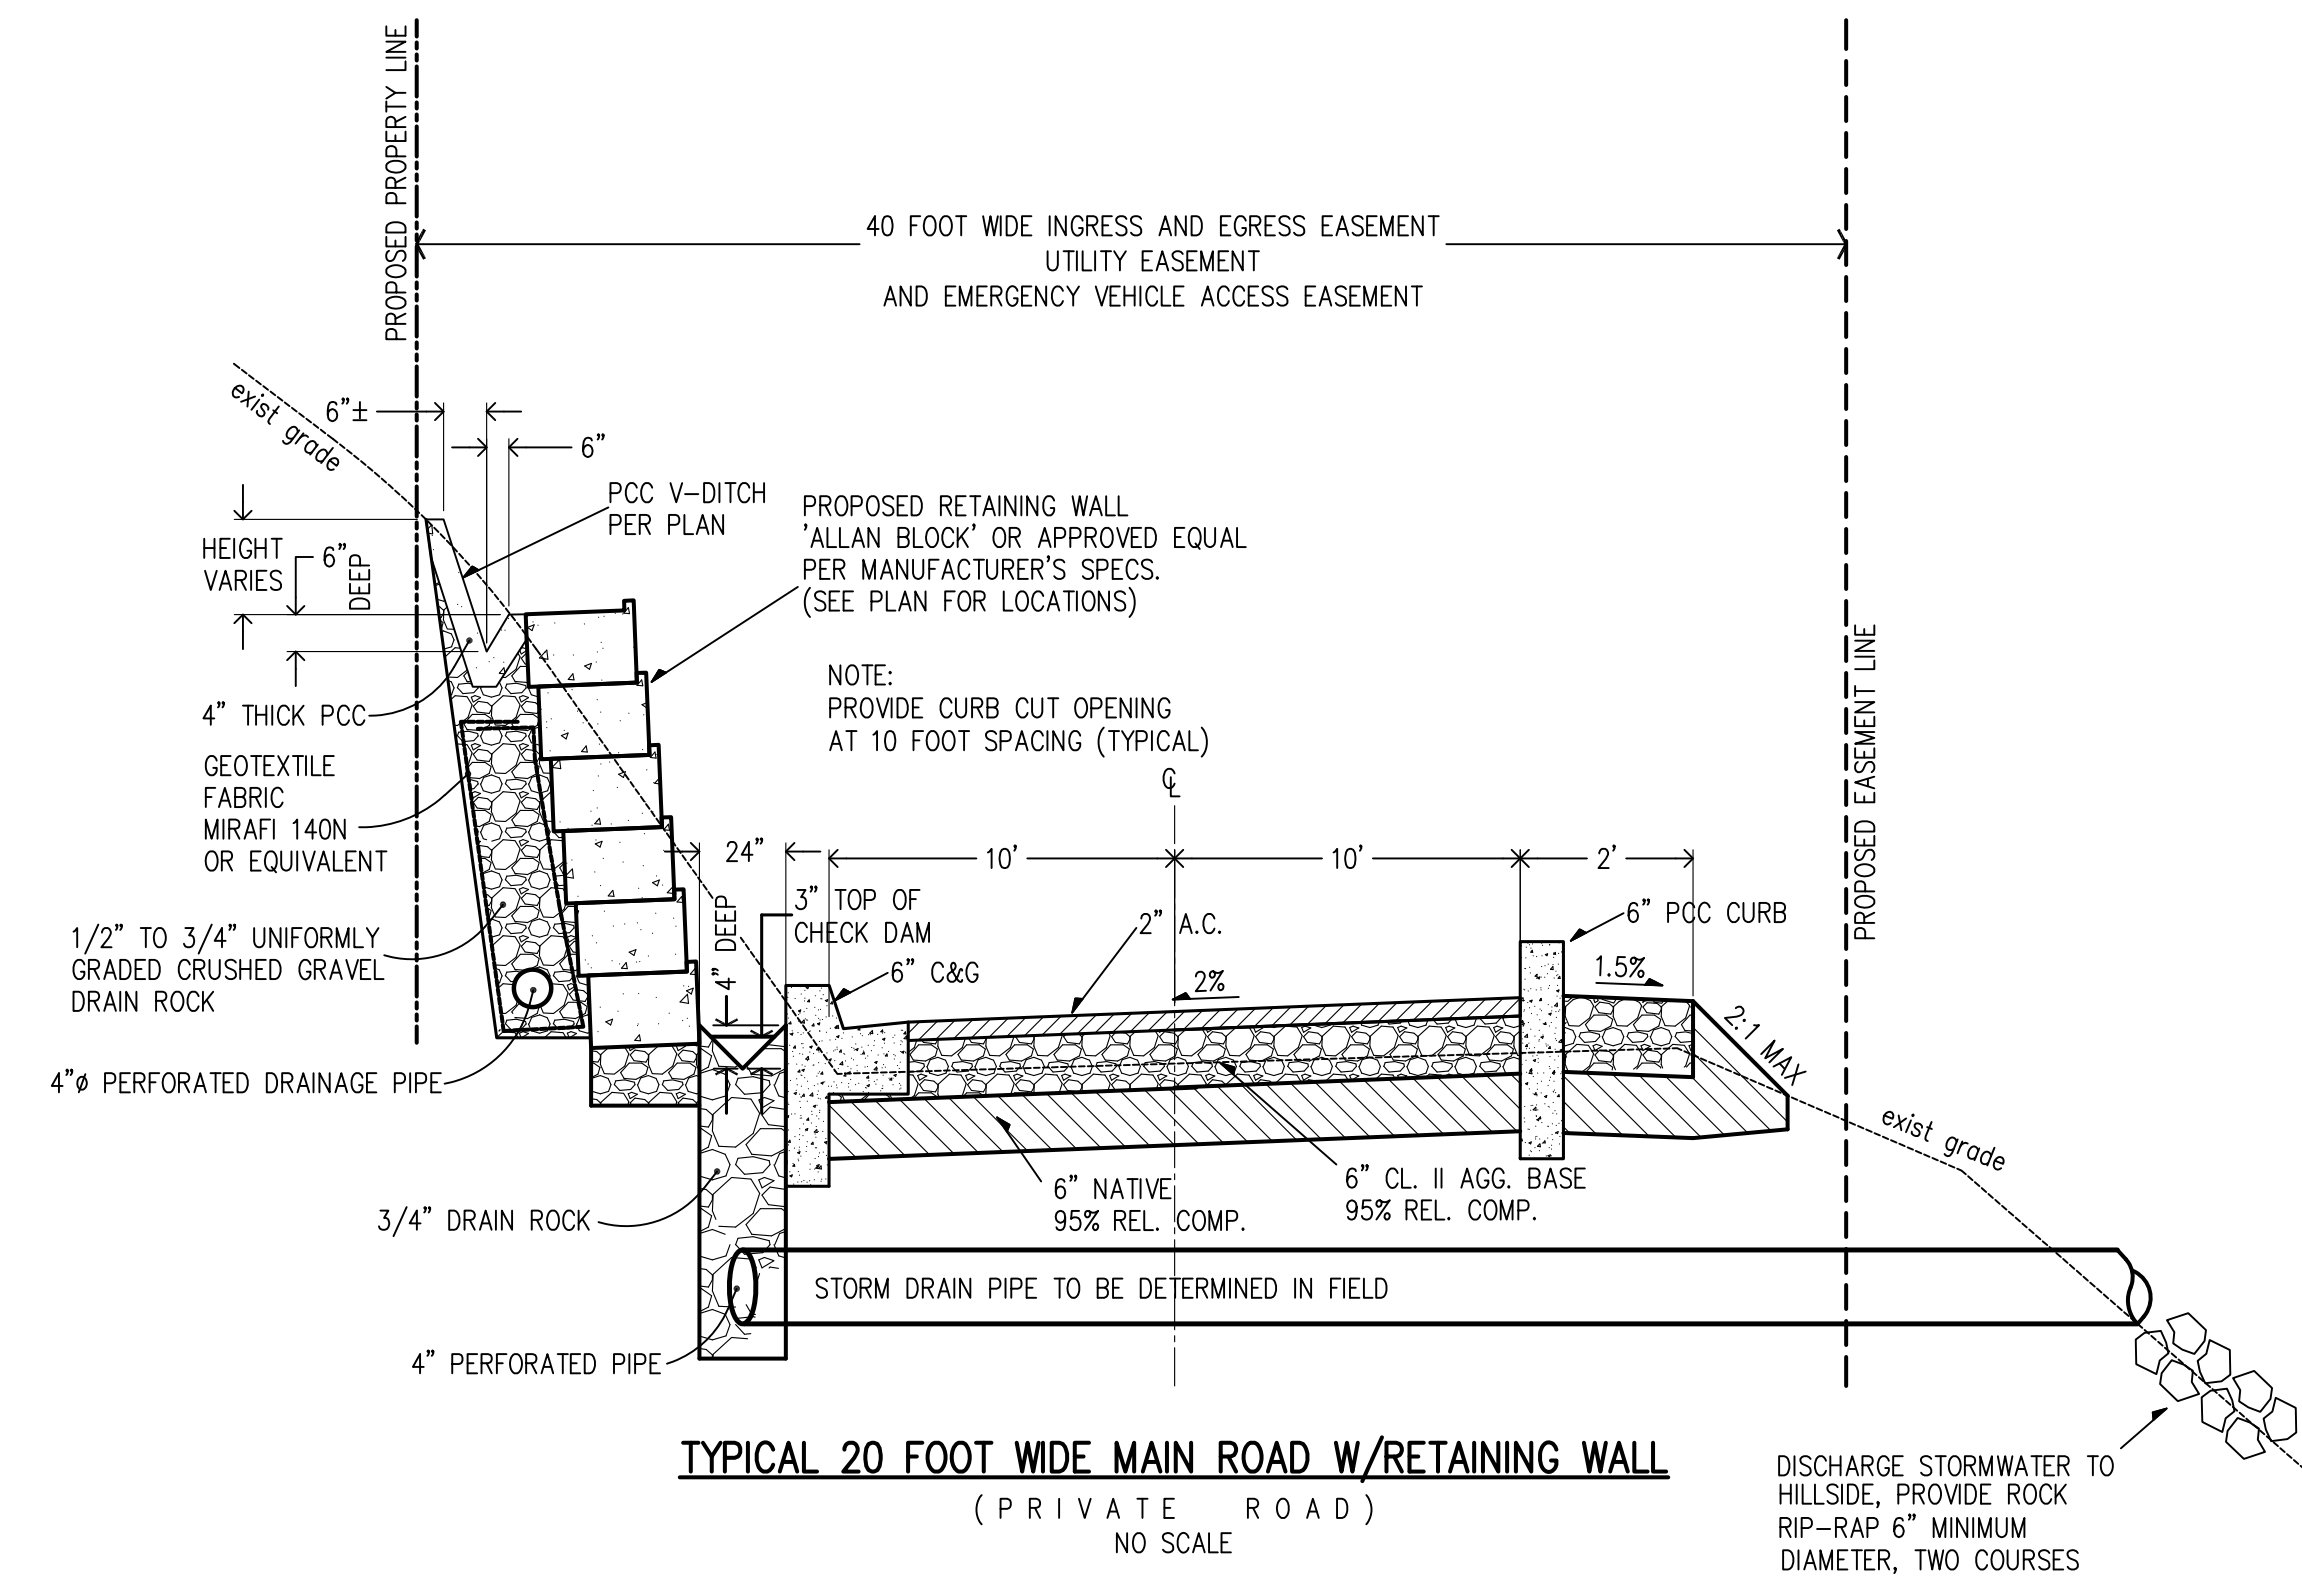 PROPOSED PROPERTY LINE
40 FOOT WIDE INGRESS AND EGRESS EASEMENT
UTILITY EASEMENT
AND EMERGENCY VEHICLE ACCESS EASEMENT
exist grade
6"±
6"
PCC V-DITCH
PER PLAN
PROPOSED RETAINING WALL
'ALLAN BLOCK' OR APPROVED EQUAL
PER MANUFACTURER'S SPECS.
(SEE PLAN FOR LOCATIONS)
HEIGHT
VARIES
6"
DEEP
4" THICK PCC
NOTE:
PROVIDE CURB CUT OPENING
AT 10 FOOT SPACING (TYPICAL)
PROPOSED EASEMENT LINE
GEOTEXTILE
FABRIC
MIRAFI 140N
OR EQUIVALENT
℄
24"
10'
10'
2'
4" DEEP
3" TOP OF
CHECK DAM
6" C&G
2" A.C.
2%
6" PCC CURB
1.5%
2:1 MAX
1/2" TO 3/4" UNIFORMLY
GRADED CRUSHED GRAVEL
DRAIN ROCK
4"ø PERFORATED DRAINAGE PIPE
exist grade
6" NATIVE
95% REL. COMP.
6" CL. II AGG. BASE
95% REL. COMP.
3/4" DRAIN ROCK
STORM DRAIN PIPE TO BE DETERMINED IN FIELD
4" PERFORATED PIPE
TYPICAL 20 FOOT WIDE MAIN ROAD W/RETAINING WALL
(PRIVATE ROAD)
NO SCALE
DISCHARGE STORMWATER TO
HILLSIDE, PROVIDE ROCK
RIP-RAP 6" MINIMUM
DIAMETER, TWO COURSES